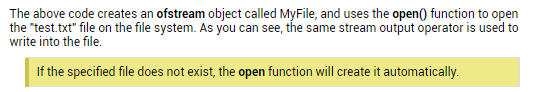 The above code creates an ofstream object called MyFile, and uses the open() function to open
the "test.txt" file on the file system. As you can see, the same stream output operator is used to
write into the file.
If the specified file does not exist, the open function will create it automatically.